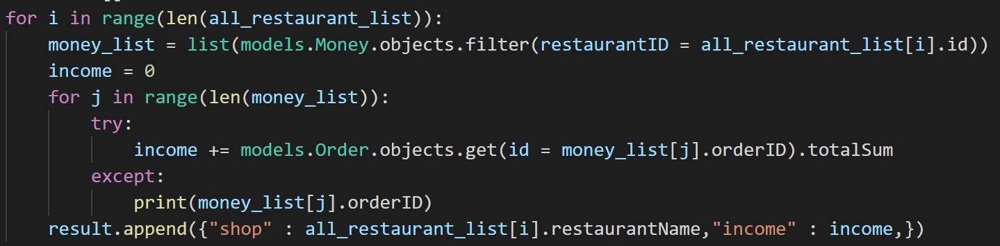 for i in range(len(all_restaurant_list)):
    money_list = list(models.Money.objects.filter(restaurantID = all_restaurant_list[i].id))
    income = 0
    for j in range(len(money_list)):
        try:
            income += models.Order.objects.get(id = money_list[j].orderID).totalSum
        except:
            print(money_list[j].orderID)
    result.append({"shop" : all_restaurant_list[i].restaurantName,"income" : income,})